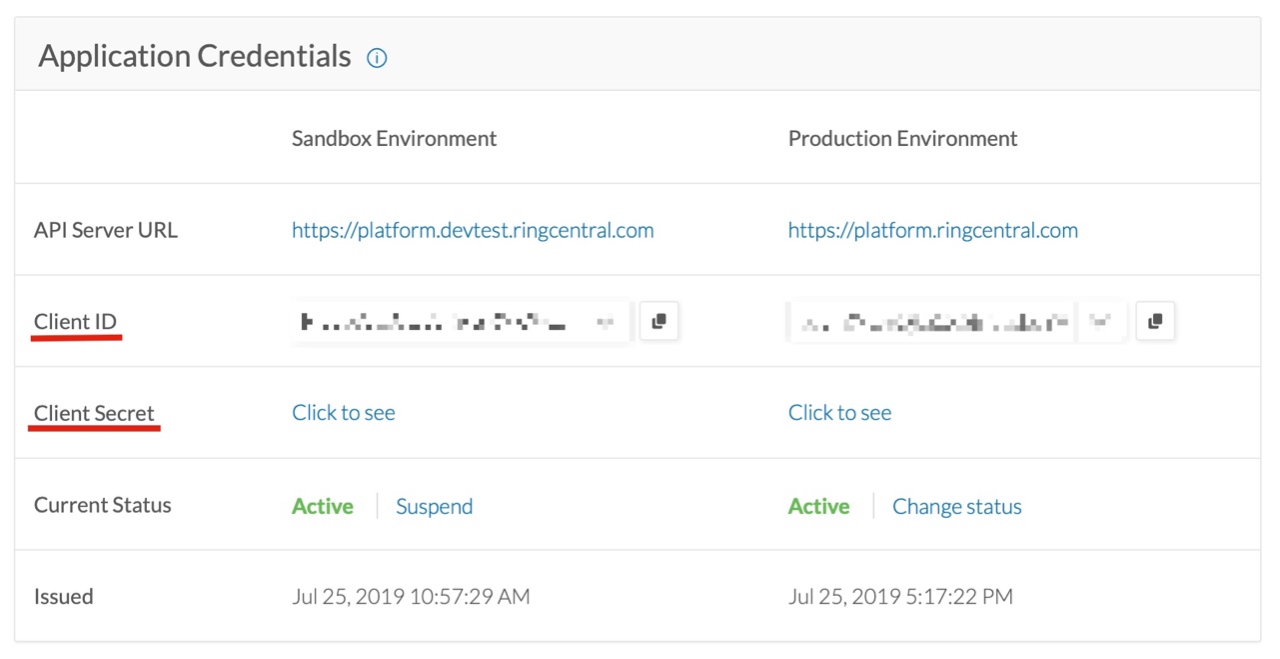 Application Credentials
Sandbox Environment Production Environment
API Server URL https://platform.devtest.ringcentral.com https://platform.ringcentral.com
Client ID
Client Secret Click to see Click to see
Current Status Active Suspend Active Change status
Issued Jul 25, 2019 10:57:29 AM Jul 25, 2019 5:17:22 PM